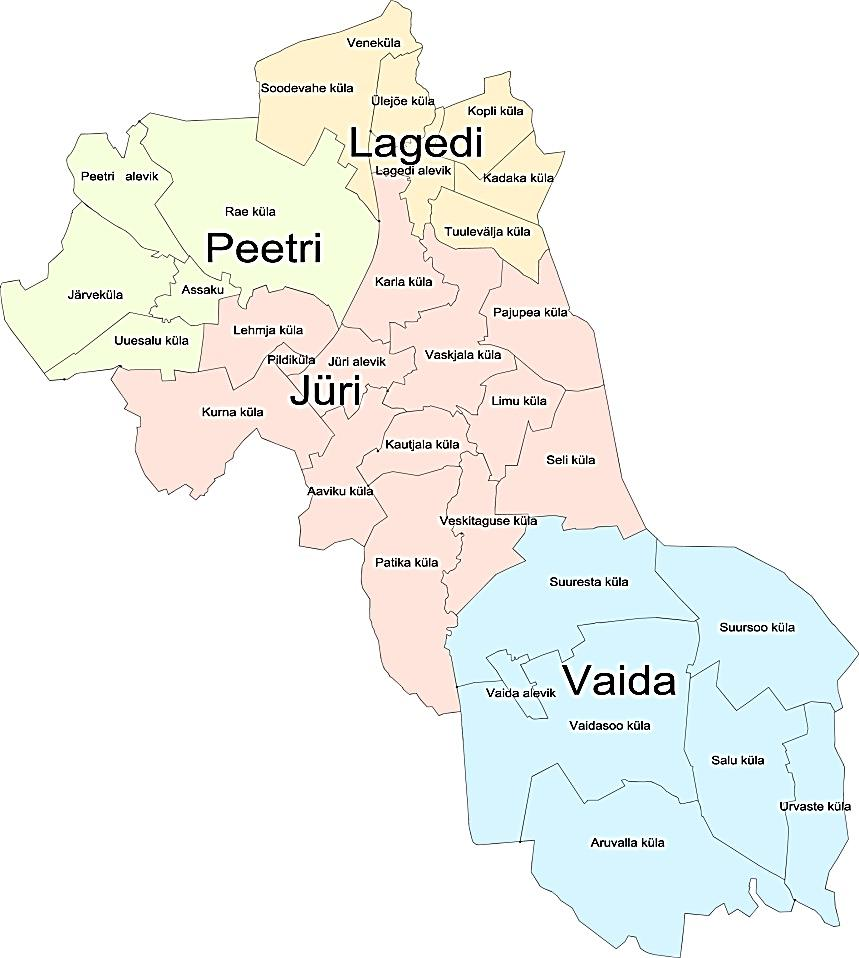 Veneküla
Soodevahe küla
Ülejõe küla
Kopli küla
Lagedi
Lagedi alevik
Kadaka küla
Peetri alevik
Rae küla
Tuulevälja küla
Peetri
Karla küla
Assaku
Järveküla
Pajupea küla
Lehmja küla
Uuesalu küla
Pildiküla
Jüri alevik
Vaskjala küla
Jüri
Limu küla
Kurna küla
Kautjala küla
Seli küla
Aaviku küla
Veskitaguse küla
Patika küla
Suuresta küla
Suursoo küla
Vaida
Vaida alevik
Vaidasoo küla
Salu küla
Urvaste küla
Aruvalla küla